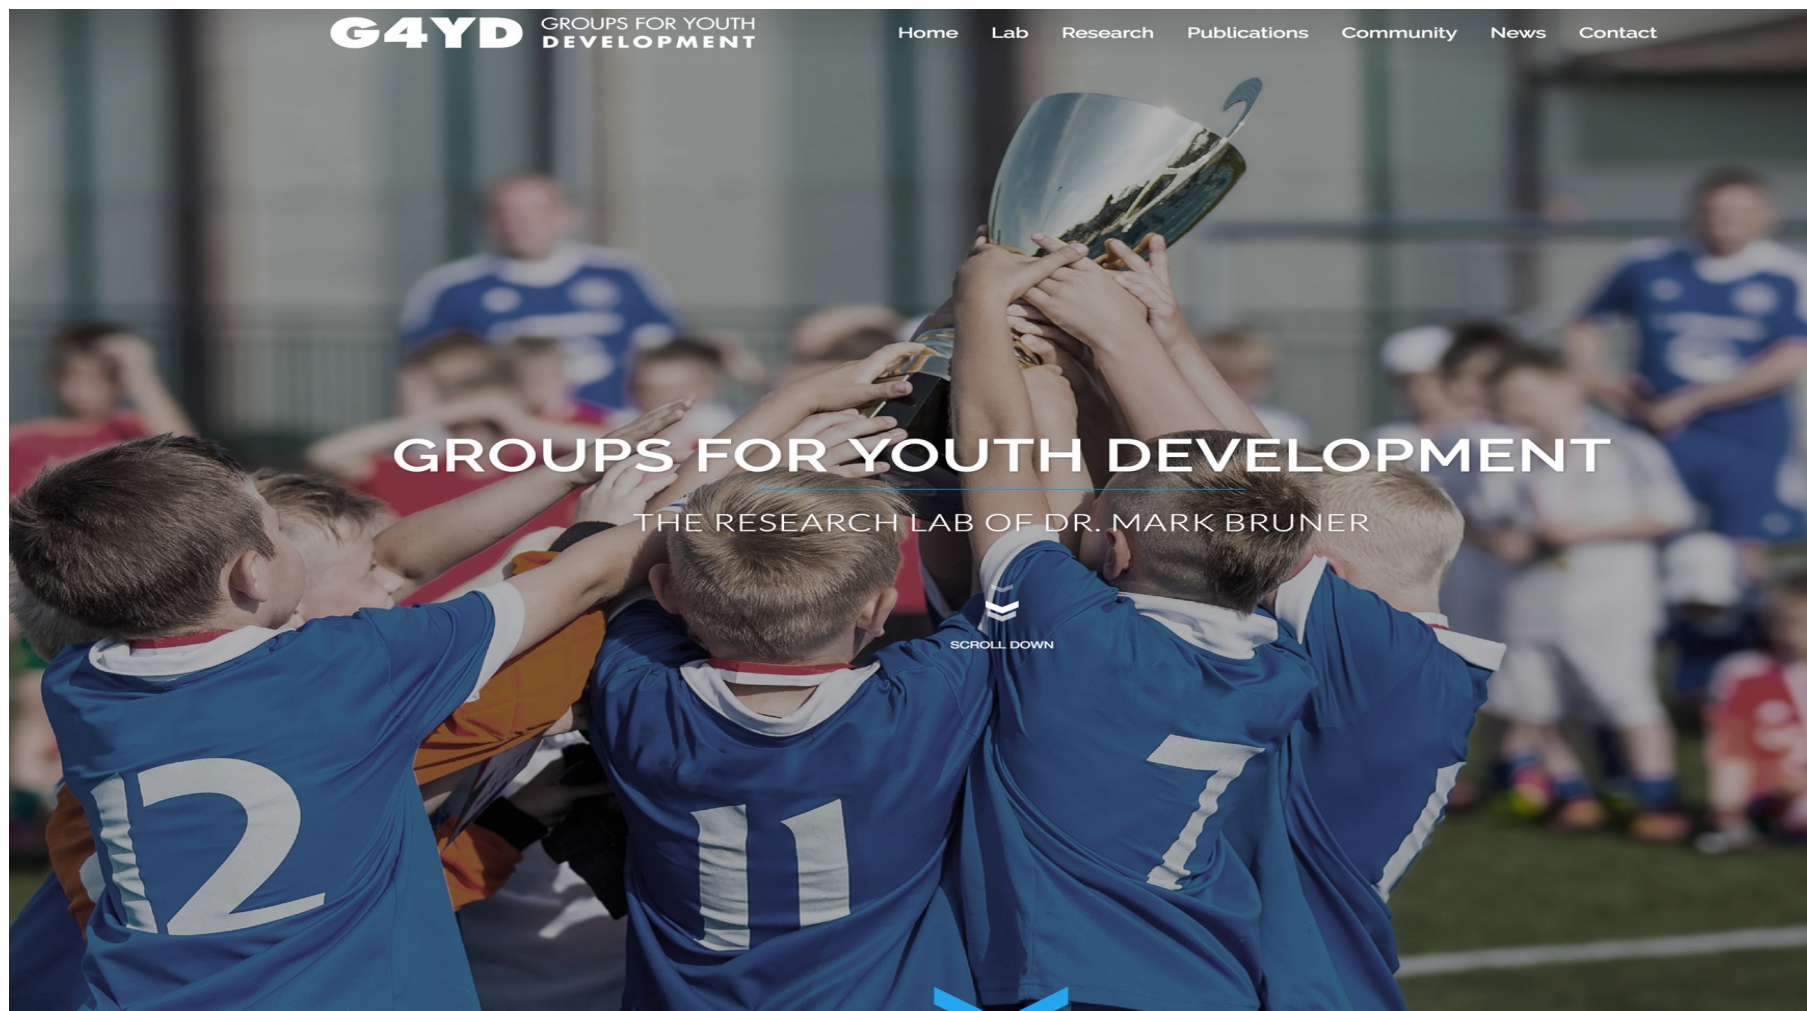 G4YD GROUPS FOR YOUTH
DEVELOPMENT
Home Lab Research Publications Community News Contact
GROUPS FOR YOUTH DEVELOPMENT
THE RESEARCH LAB OF DR. MARK BRUNER
SCROLL DOWN
12
11
7
1